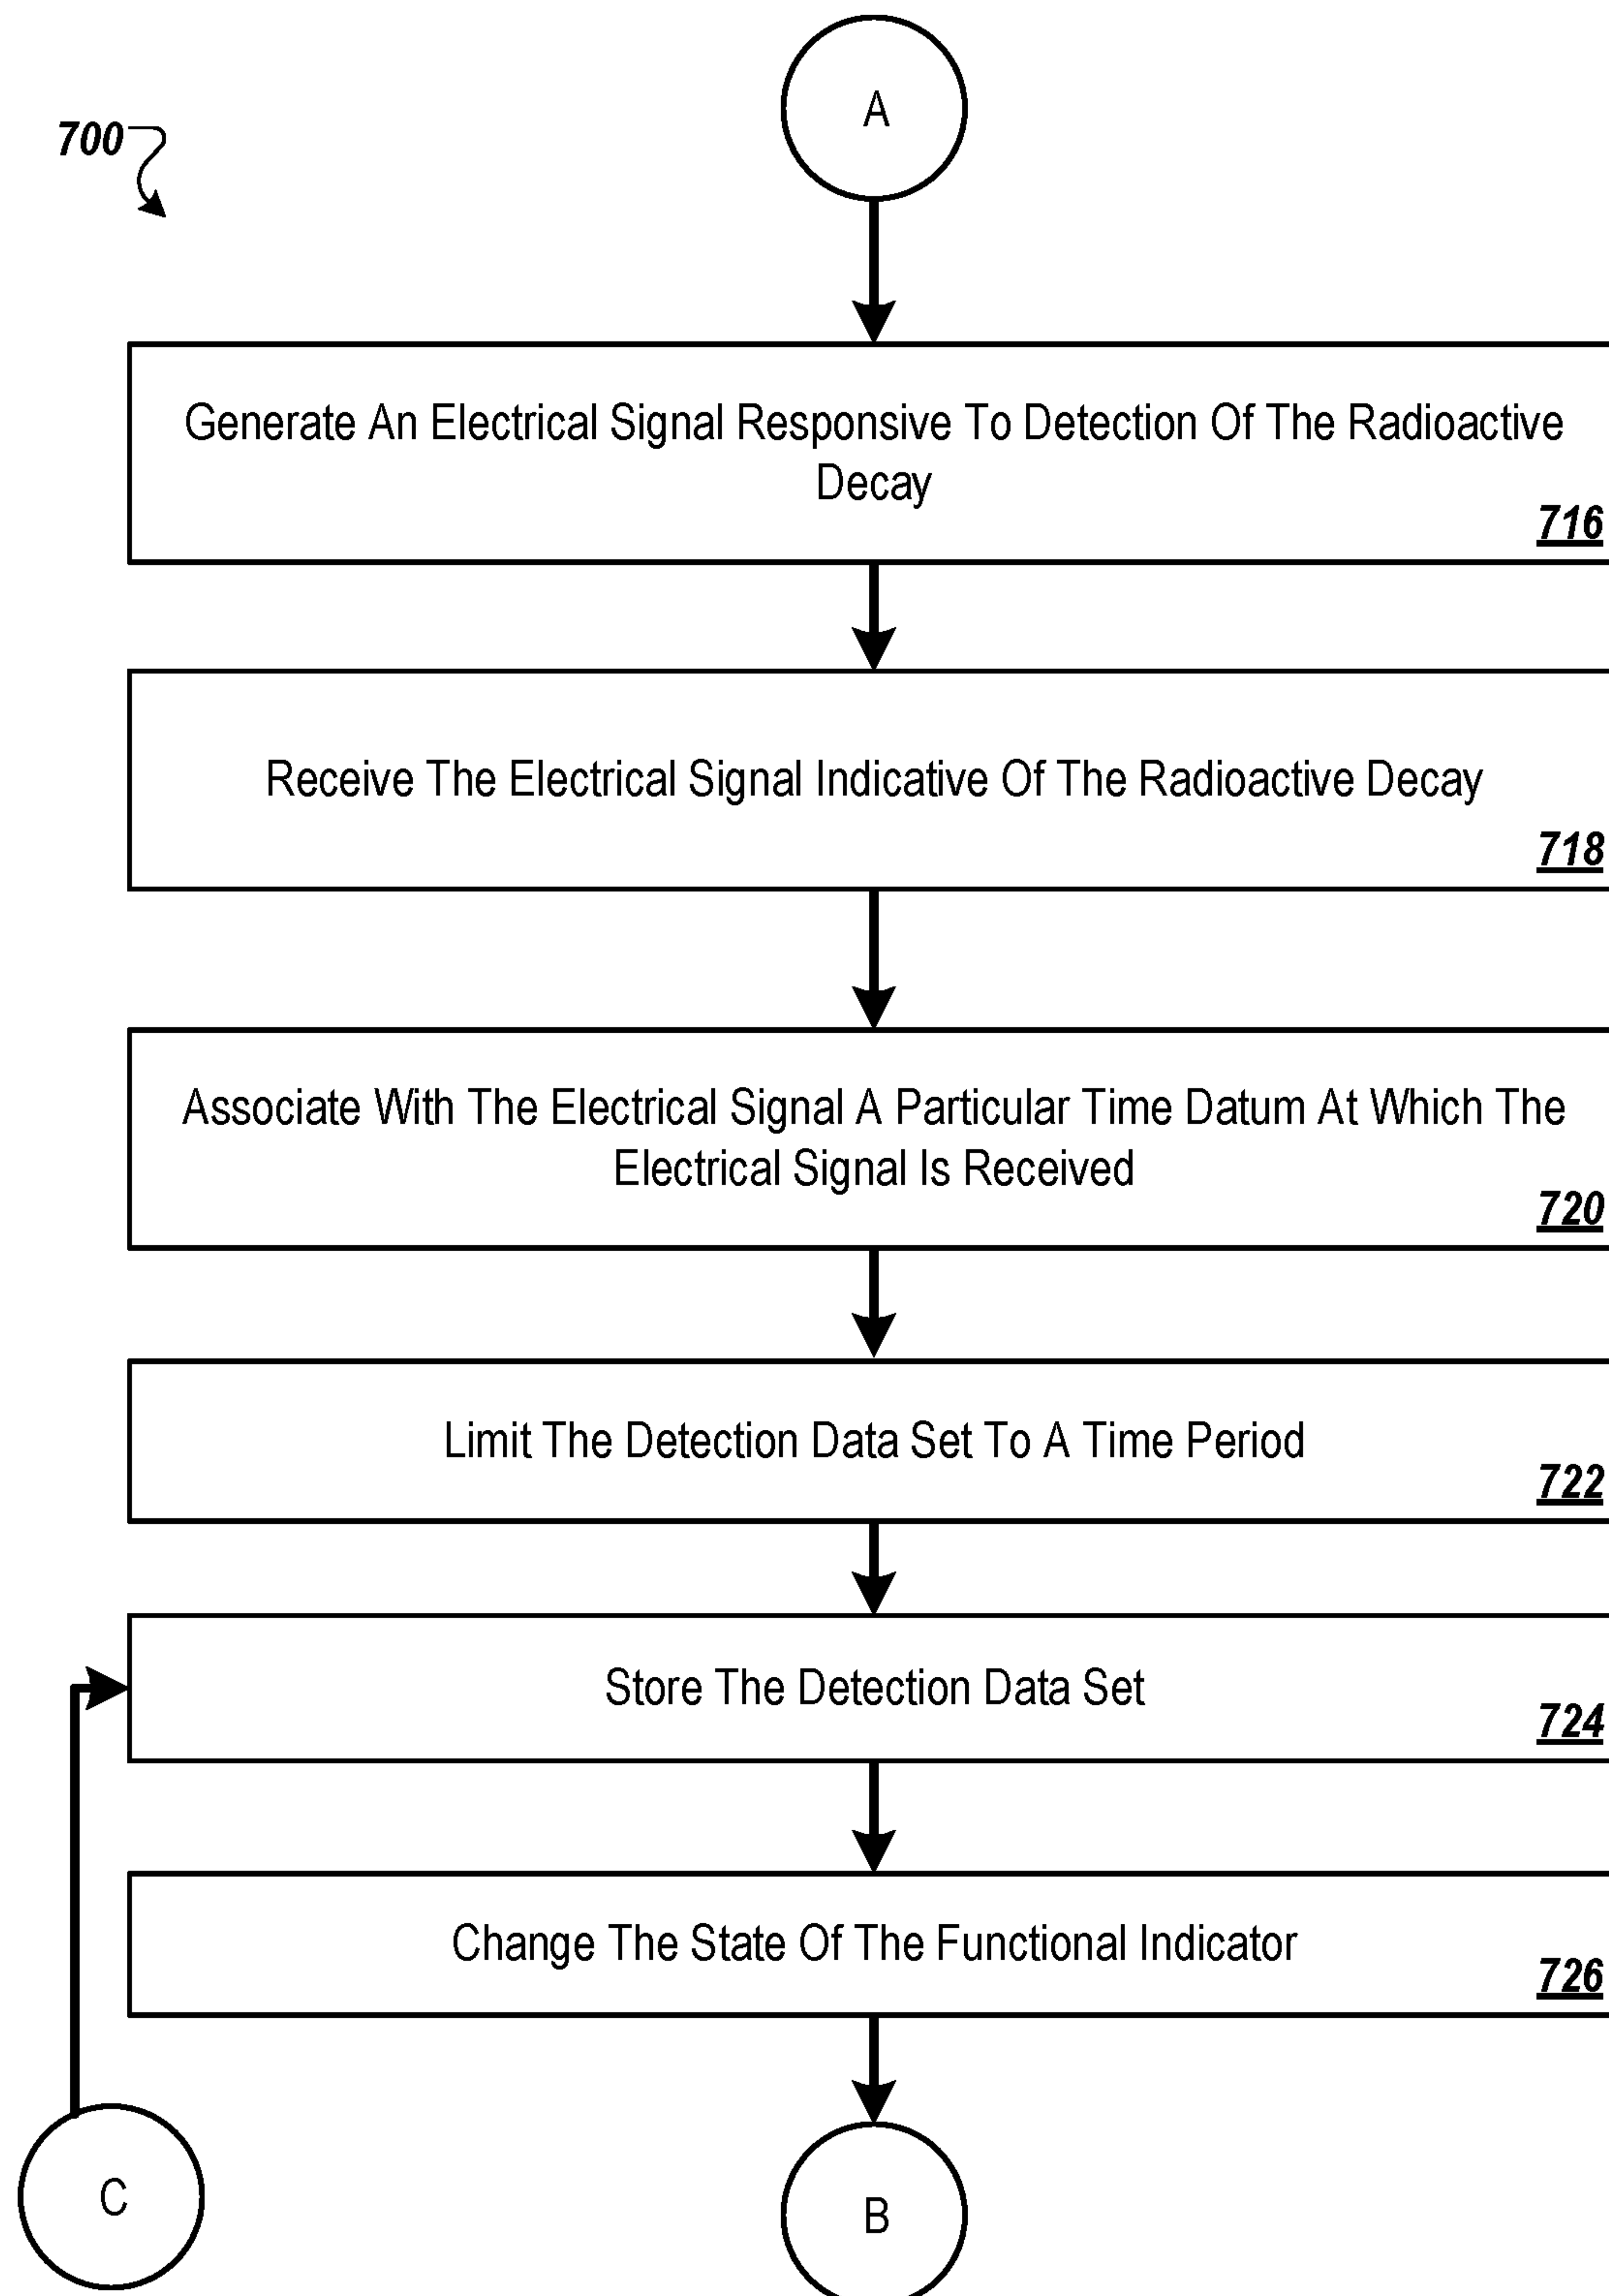 A
700
Generate An Electrical Signal Responsive To Detection Of The Radioactive
Decay
716
Receive The Electrical Signal Indicative Of The Radioactive Decay
718
Associate With The Electrical Signal A Particular Time Datum At Which The
Electrical Signal Is Received
720
Limit The Detection Data Set To A Time Period
722
Store The Detection Data Set
724
Change The State Of The Functional Indicator
726
C
B